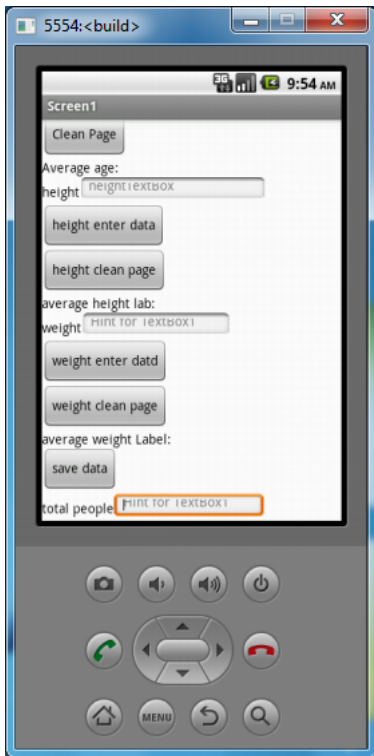 5554:<build>
3G 9:54 AM
Screen1
Clean Page
Average age:
height heightTextBox
height enter data
height clean page
average height lab:
weight Hint for TextBox1
weight enter datd
weight clean page
average weight Label:
save data
total people Hint for TextBox1
MENU